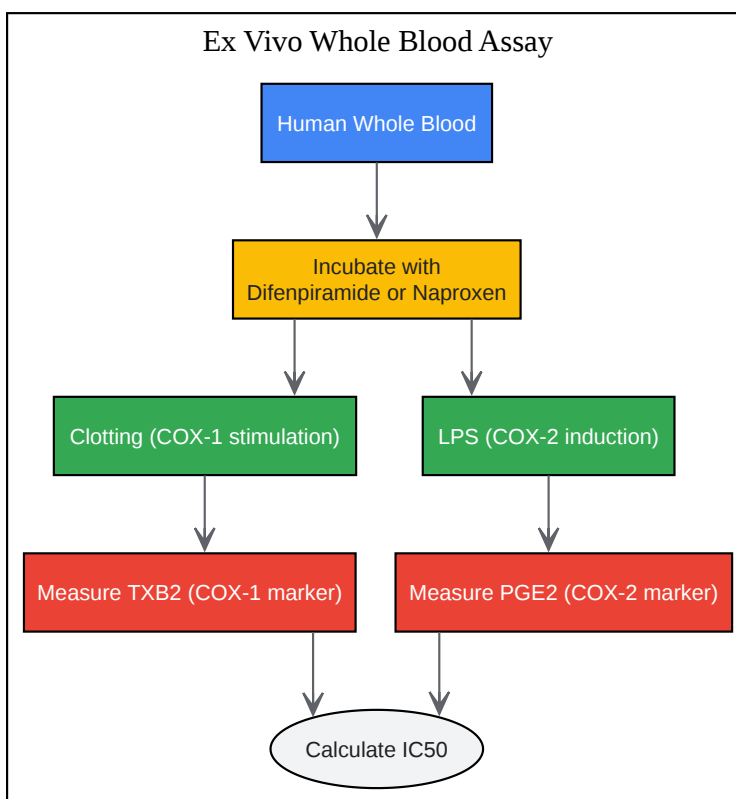 Ex Vivo Whole Blood Assay
Human Whole Blood
Incubate with
Difenpiramide or Naproxen
Clotting (COX-1 stimulation)
LPS (COX-2 induction)
Measure TXB2 (COX-1 marker)
Measure PGE2 (COX-2 marker)
Calculate IC50